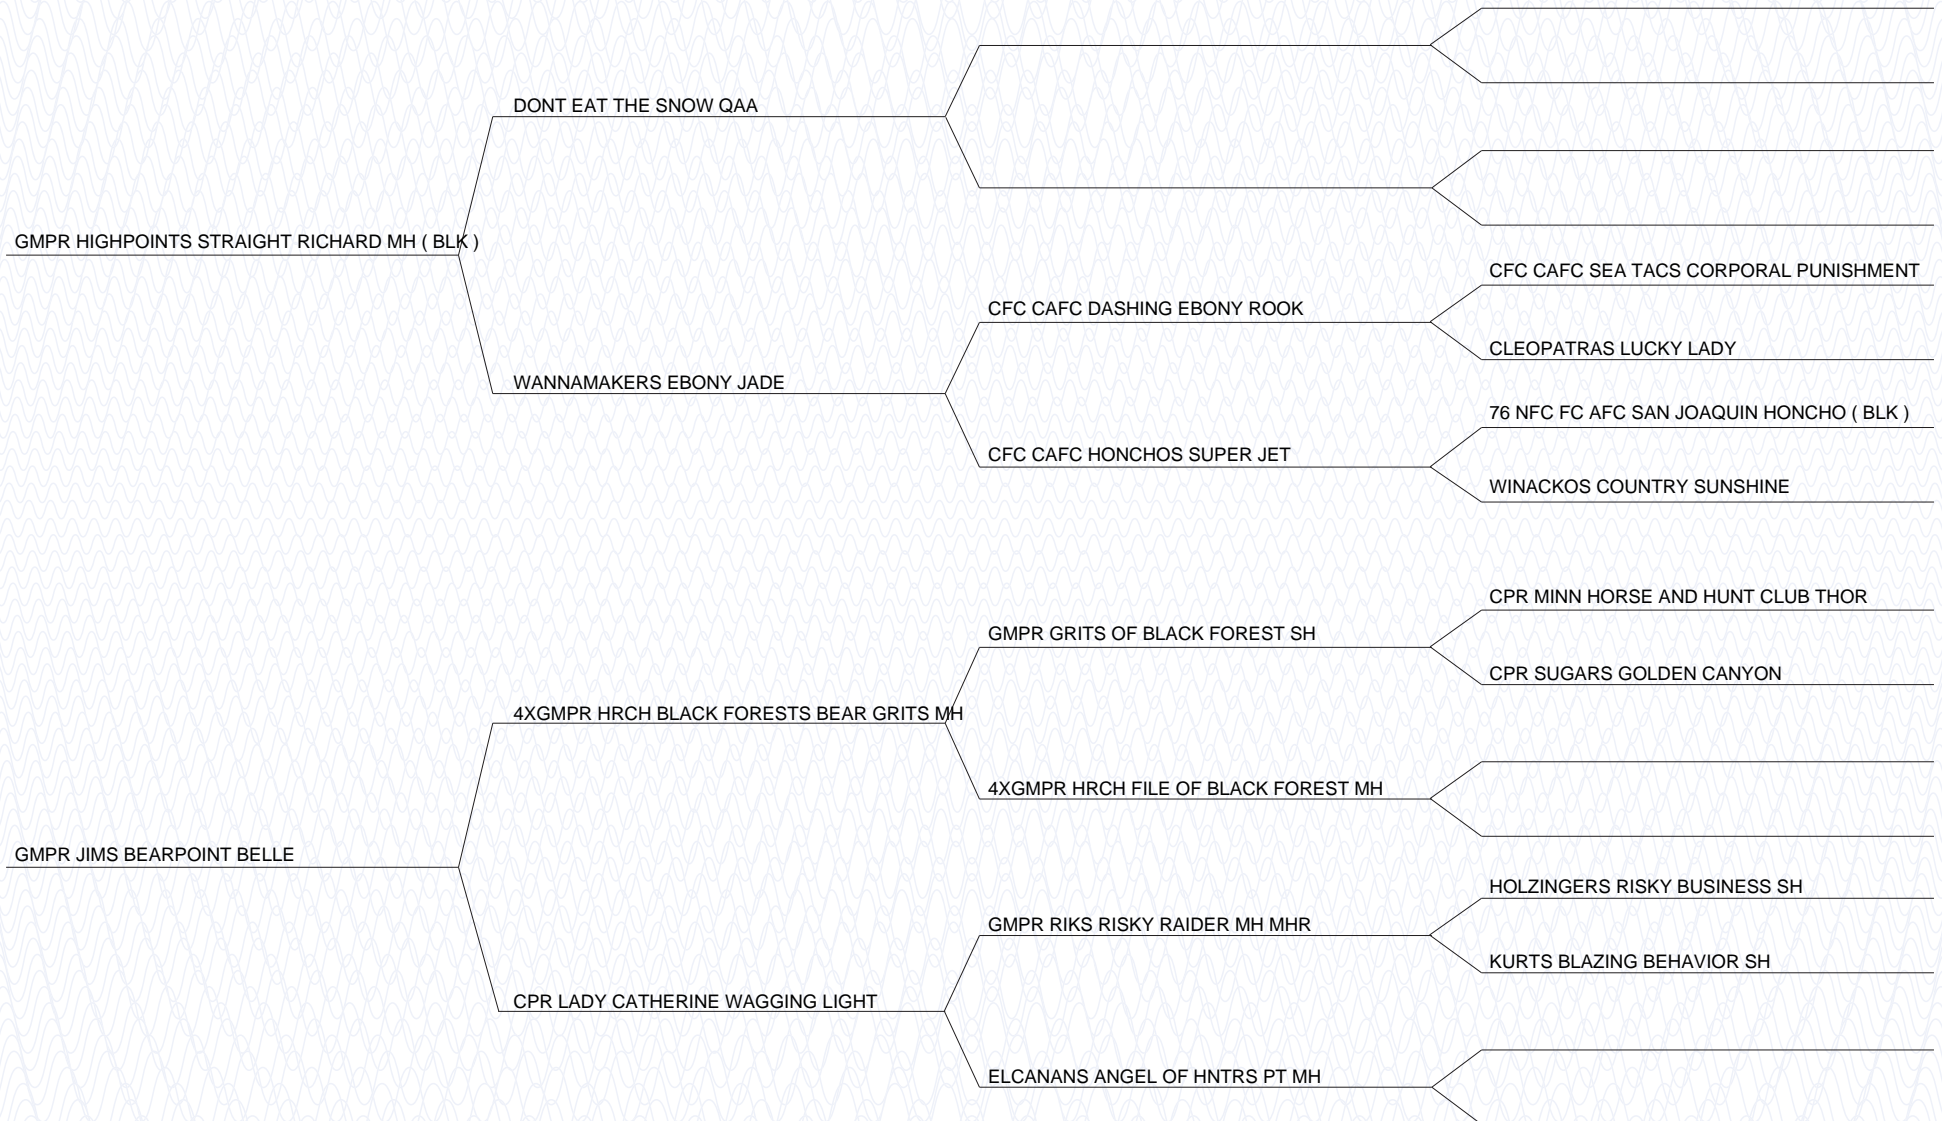 DONT EAT THE SNOW QAA
GMPR HIGHPOINTS STRAIGHT RICHARD MH ( BLK )
CFC CAFC SEA TACS CORPORAL PUNISHMENT
CFC CAFC DASHING EBONY ROOK
CLEOPATRAS LUCKY LADY
WANNAMAKERS EBONY JADE
76 NFC FC AFC SAN JOAQUIN HONCHO ( BLK )
CFC CAFC HONCHOS SUPER JET
WINACKOS COUNTRY SUNSHINE
CPR MINN HORSE AND HUNT CLUB THOR
GMPR GRITS OF BLACK FOREST SH
CPR SUGARS GOLDEN CANYON
4XGMPR HRCH BLACK FORESTS BEAR GRITS MH
4XGMPR HRCH FILE OF BLACK FOREST MH
GMPR JIMS BEARPOINT BELLE
HOLZINGERS RISKY BUSINESS SH
GMPR RIKS RISKY RAIDER MH MHR
KURTS BLAZING BEHAVIOR SH
CPR LADY CATHERINE WAGGING LIGHT
ELCANANS ANGEL OF HNTRS PT MH